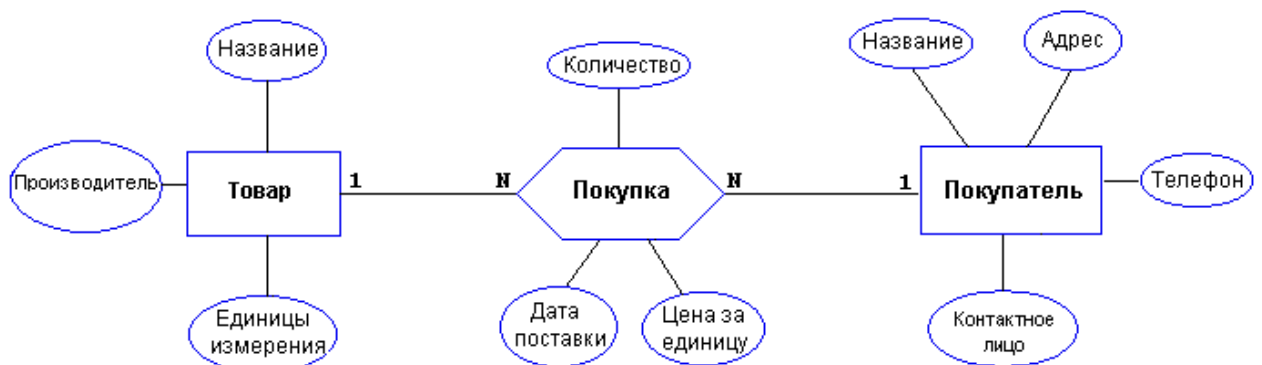 Название
Количество
Название
Адрес
Производитель
Товар
1
N
Покупка
N
1
Покупатель
Телефон
Единицы
измерения
Дата
поставки
Цена за
единицу
Контактное
лицо